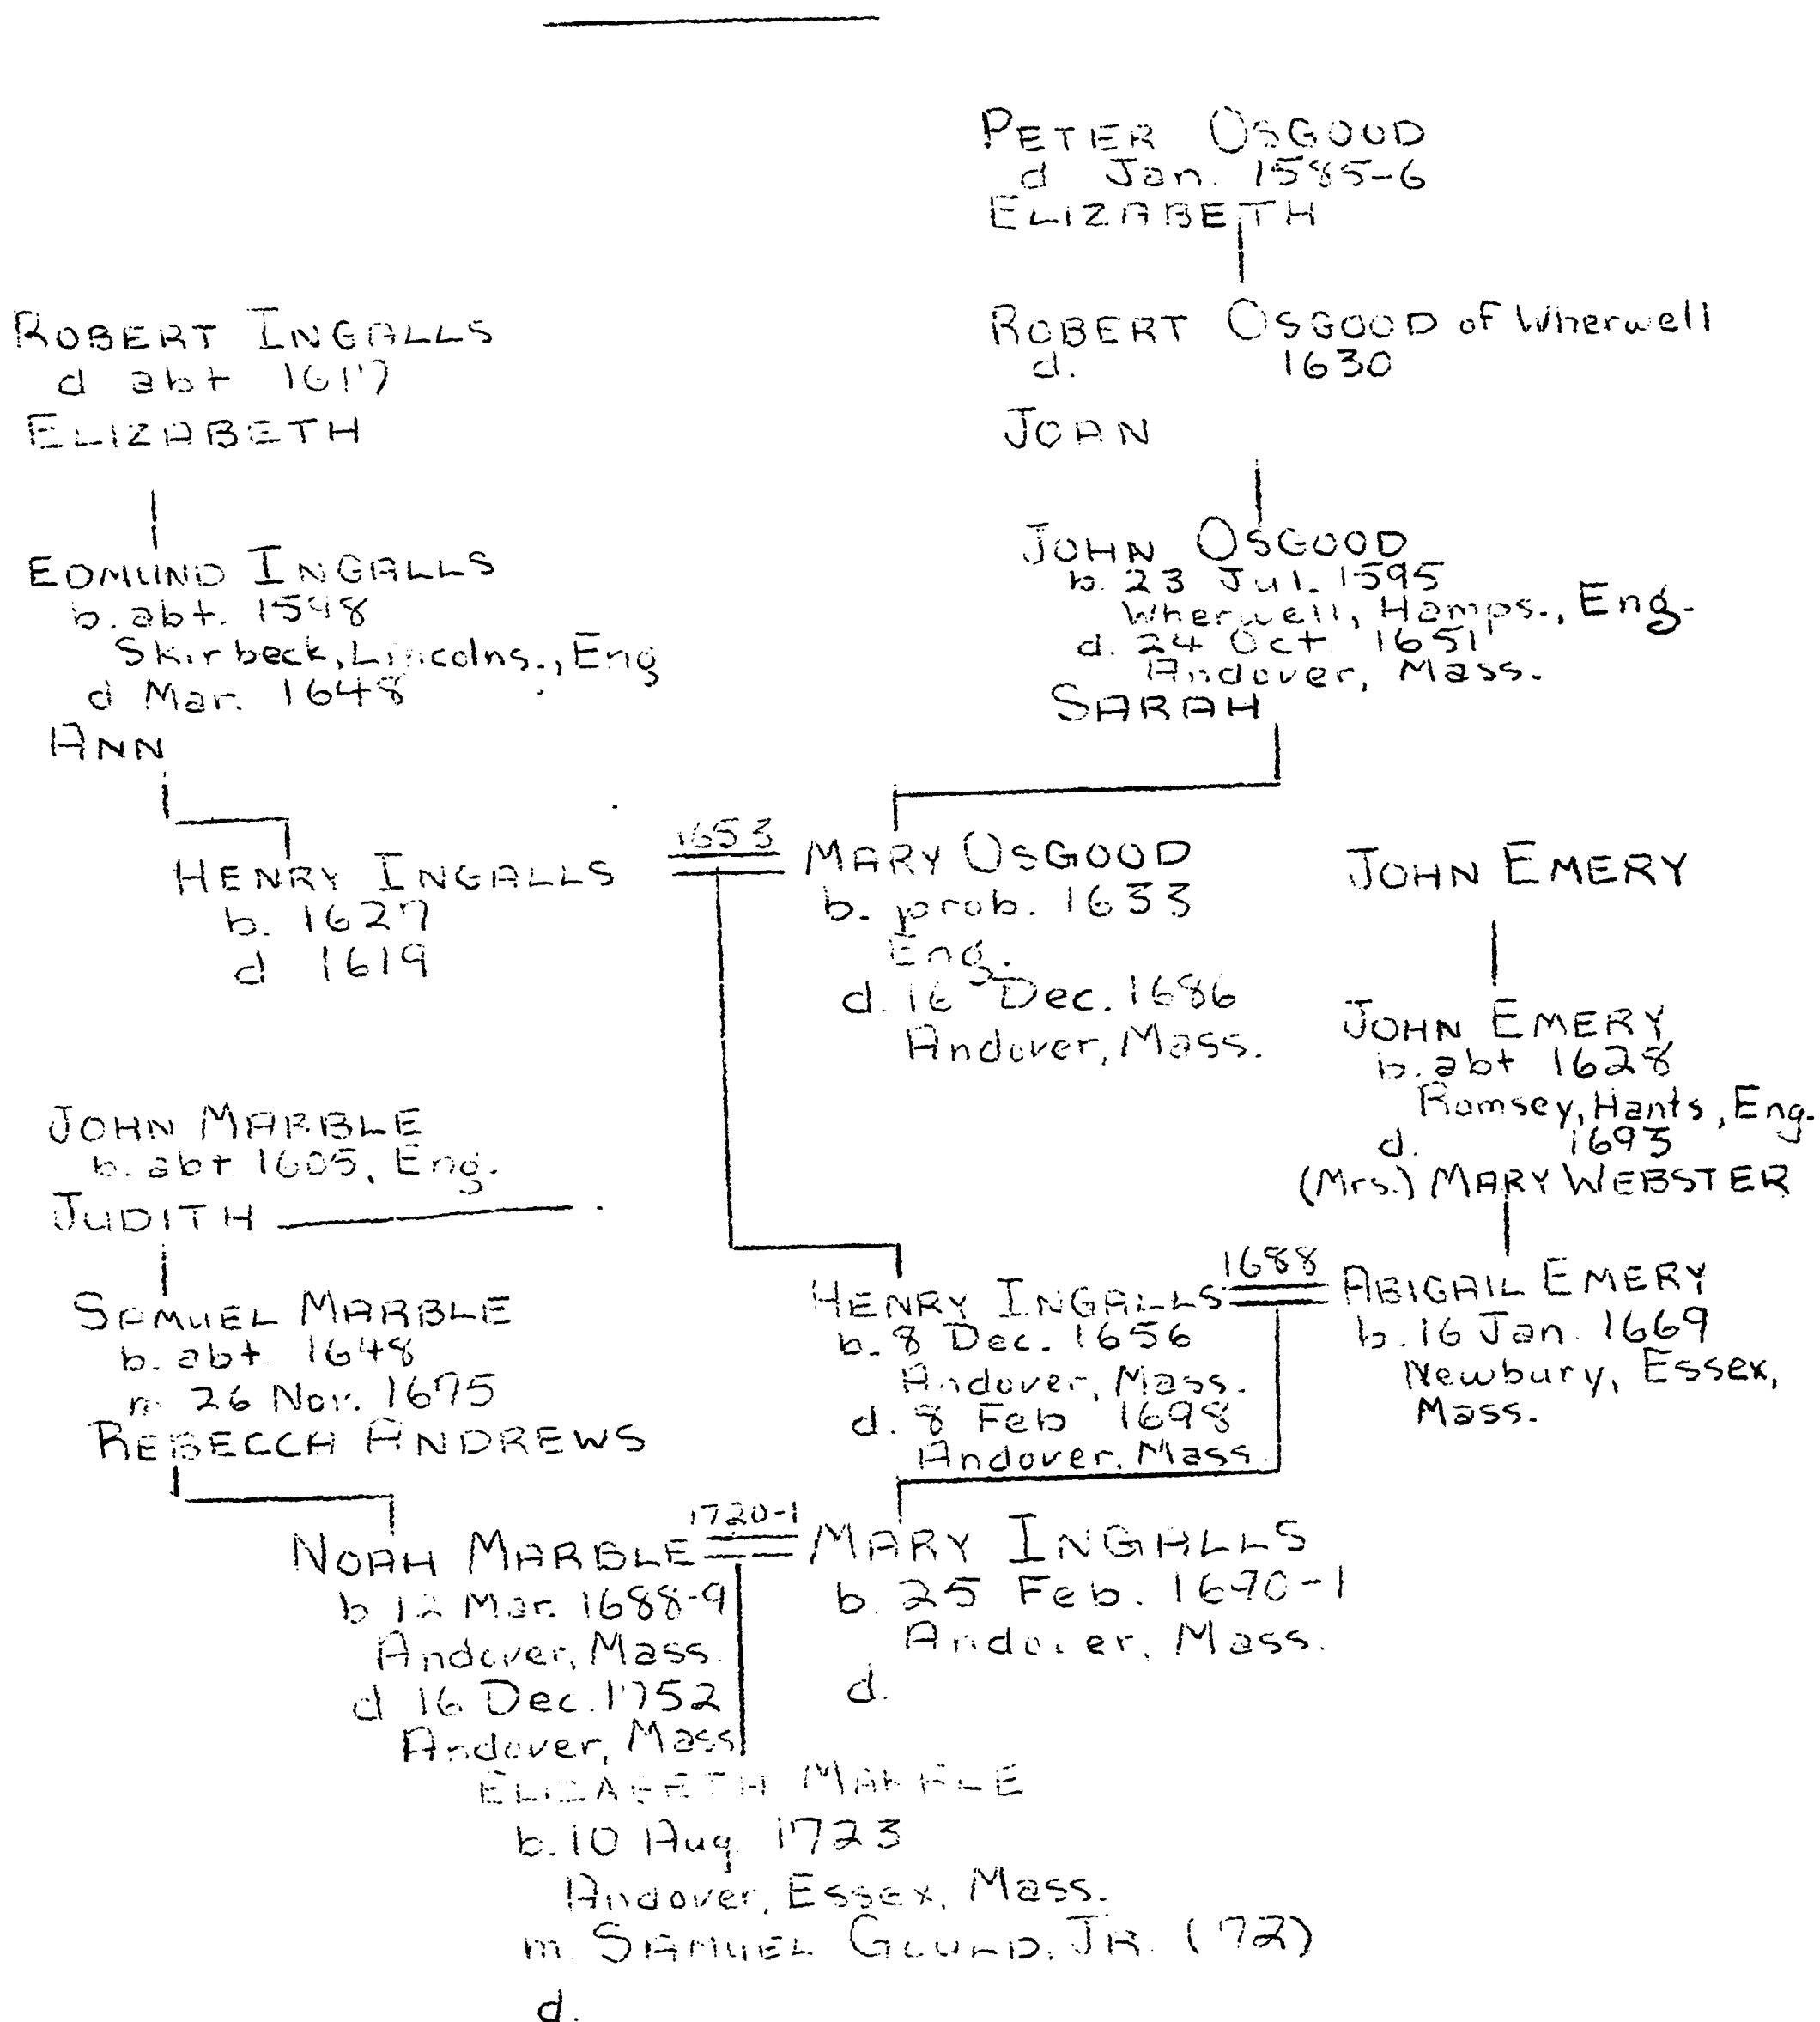 PETER OSGOOD
d Jan. 1585-6
ELIZABETH
ROBERT OSGOOD of Wherwell
d. 1630
JOAN
ROBERT INGALLS
d abt 1617
ELIZABETH
JOHN OSGOOD
b. 23 Jul. 1595
Wherwell, Hamps., Eng.
d. 24 Oct 1651
Andover, Mass.
SARAH
EDMUND INGALLS
b. abt. 1598
Skirbeck, Lincolns., Eng
d Mar. 1648
ANN
HENRY INGALLS
b. 1627
d 1619
1653
MARY OSGOOD
b. prob. 1633
Eng.
d. 16 Dec. 1686
Andover, Mass.
JOHN EMERY
JOHN EMERY
b. abt 1628
Romsey, Hants, Eng.
d. 1693
(Mrs.) MARY WEBSTER
JOHN MARBLE
b. abt 1605, Eng.
JUDITH
SAMUEL MARBLE
b. abt. 1648
m 26 Nov. 1675
REBECCA ANDREWS
HENRY INGALLS
b. 8 Dec. 1656
Andover, Mass.
d. 8 Feb 1698
Andover, Mass.
1688
ABIGAIL EMERY
b. 16 Jan. 1669
Newbury, Essex,
Mass.
NOAH MARBLE
b 12 Mar. 1688-9
Andover, Mass.
d 16 Dec. 1752
Andover, Mass
1720-1
MARY INGALLS
b. 25 Feb. 1690-1
Andover, Mass.
d.
ELIZABETH MARBLE
b. 10 Aug 1723
Andover, Essex, Mass.
m. SAMUEL GOULD, JR. (72)
d.